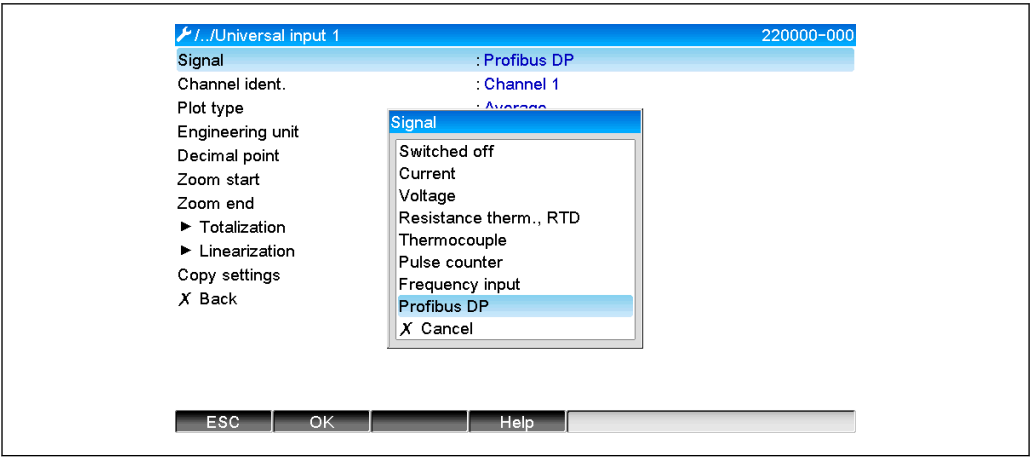 /../Universal input 1 220000-000
Signal : Profibus DP
Channel ident. : Channel 1
Plot type : Average
Engineering unit
Decimal point
Zoom start
Zoom end
► Totalization
► Linearization
Copy settings
X Back
Signal
Switched off
Current
Voltage
Resistance therm., RTD
Thermocouple
Pulse counter
Frequency input
Profibus DP
X Cancel
ESC OK Help